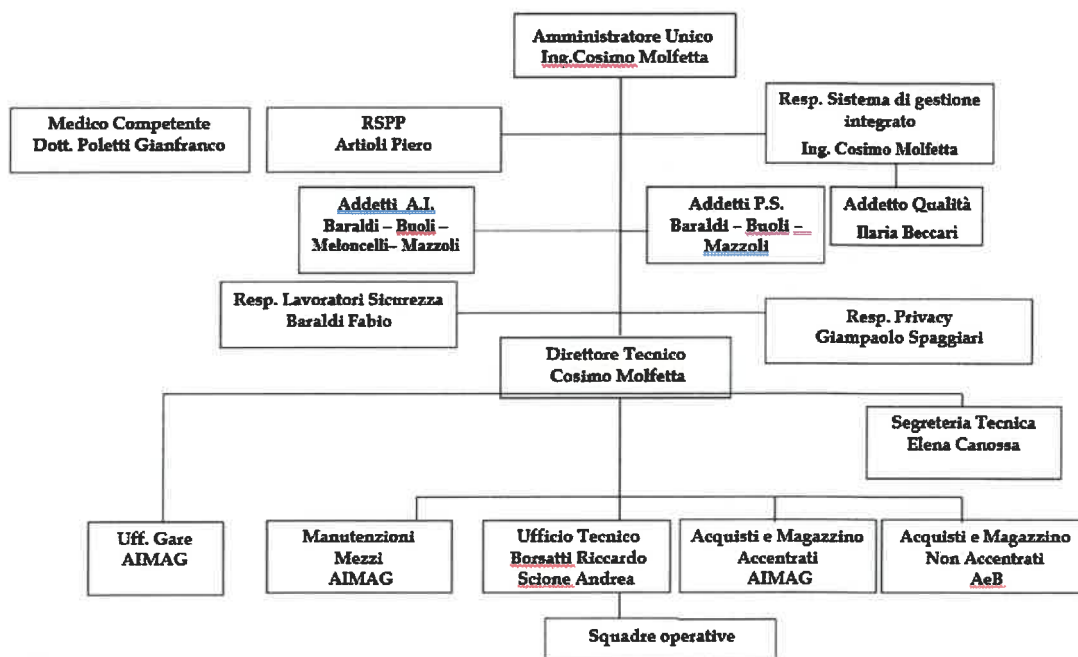 Amministratore Unico
Ing.Cosimo Molfetta
Medico Competente
Dott. Poletti Gianfranco
RSPP
Artioli Piero
Resp. Sistema di gestione
integrato
Ing. Cosimo Molfetta
Addetti A.I.
Baraldi – Buoli –
Meloncelli– Mazzoli
Addetti P.S.
Baraldi – Buoli –
Mazzoli
Addetto Qualità
Ilaria Beccari
Resp. Lavoratori Sicurezza
Baraldi Fabio
Resp. Privacy
Giampaolo Spaggiari
Direttore Tecnico
Cosimo Molfetta
Segreteria Tecnica
Elena Canossa
Uff. Gare
AIMAG
Manutenzioni
Mezzi
AIMAG
Ufficio Tecnico
Borsatti Riccardo
Scione Andrea
Acquisti e Magazzino
Accentrati
AIMAG
Acquisti e Magazzino
Non Accentrati
AeB
Squadre operative